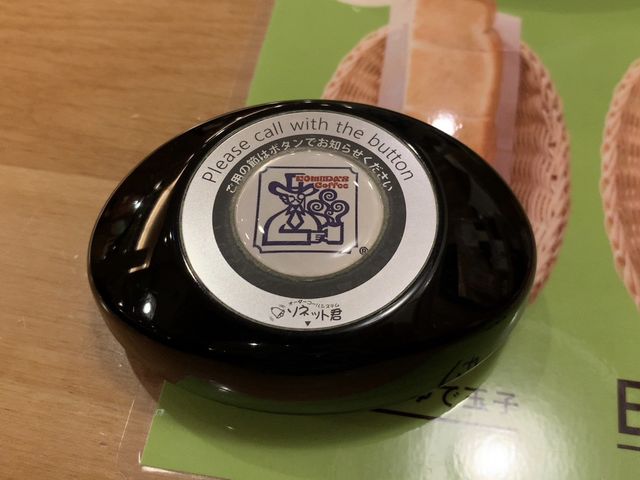 Please call with the button
ご用の節はボタンでお知らせください
KOMEDA'S
Coffee
®
オーダーコールシステム
ソネット君
で玉子